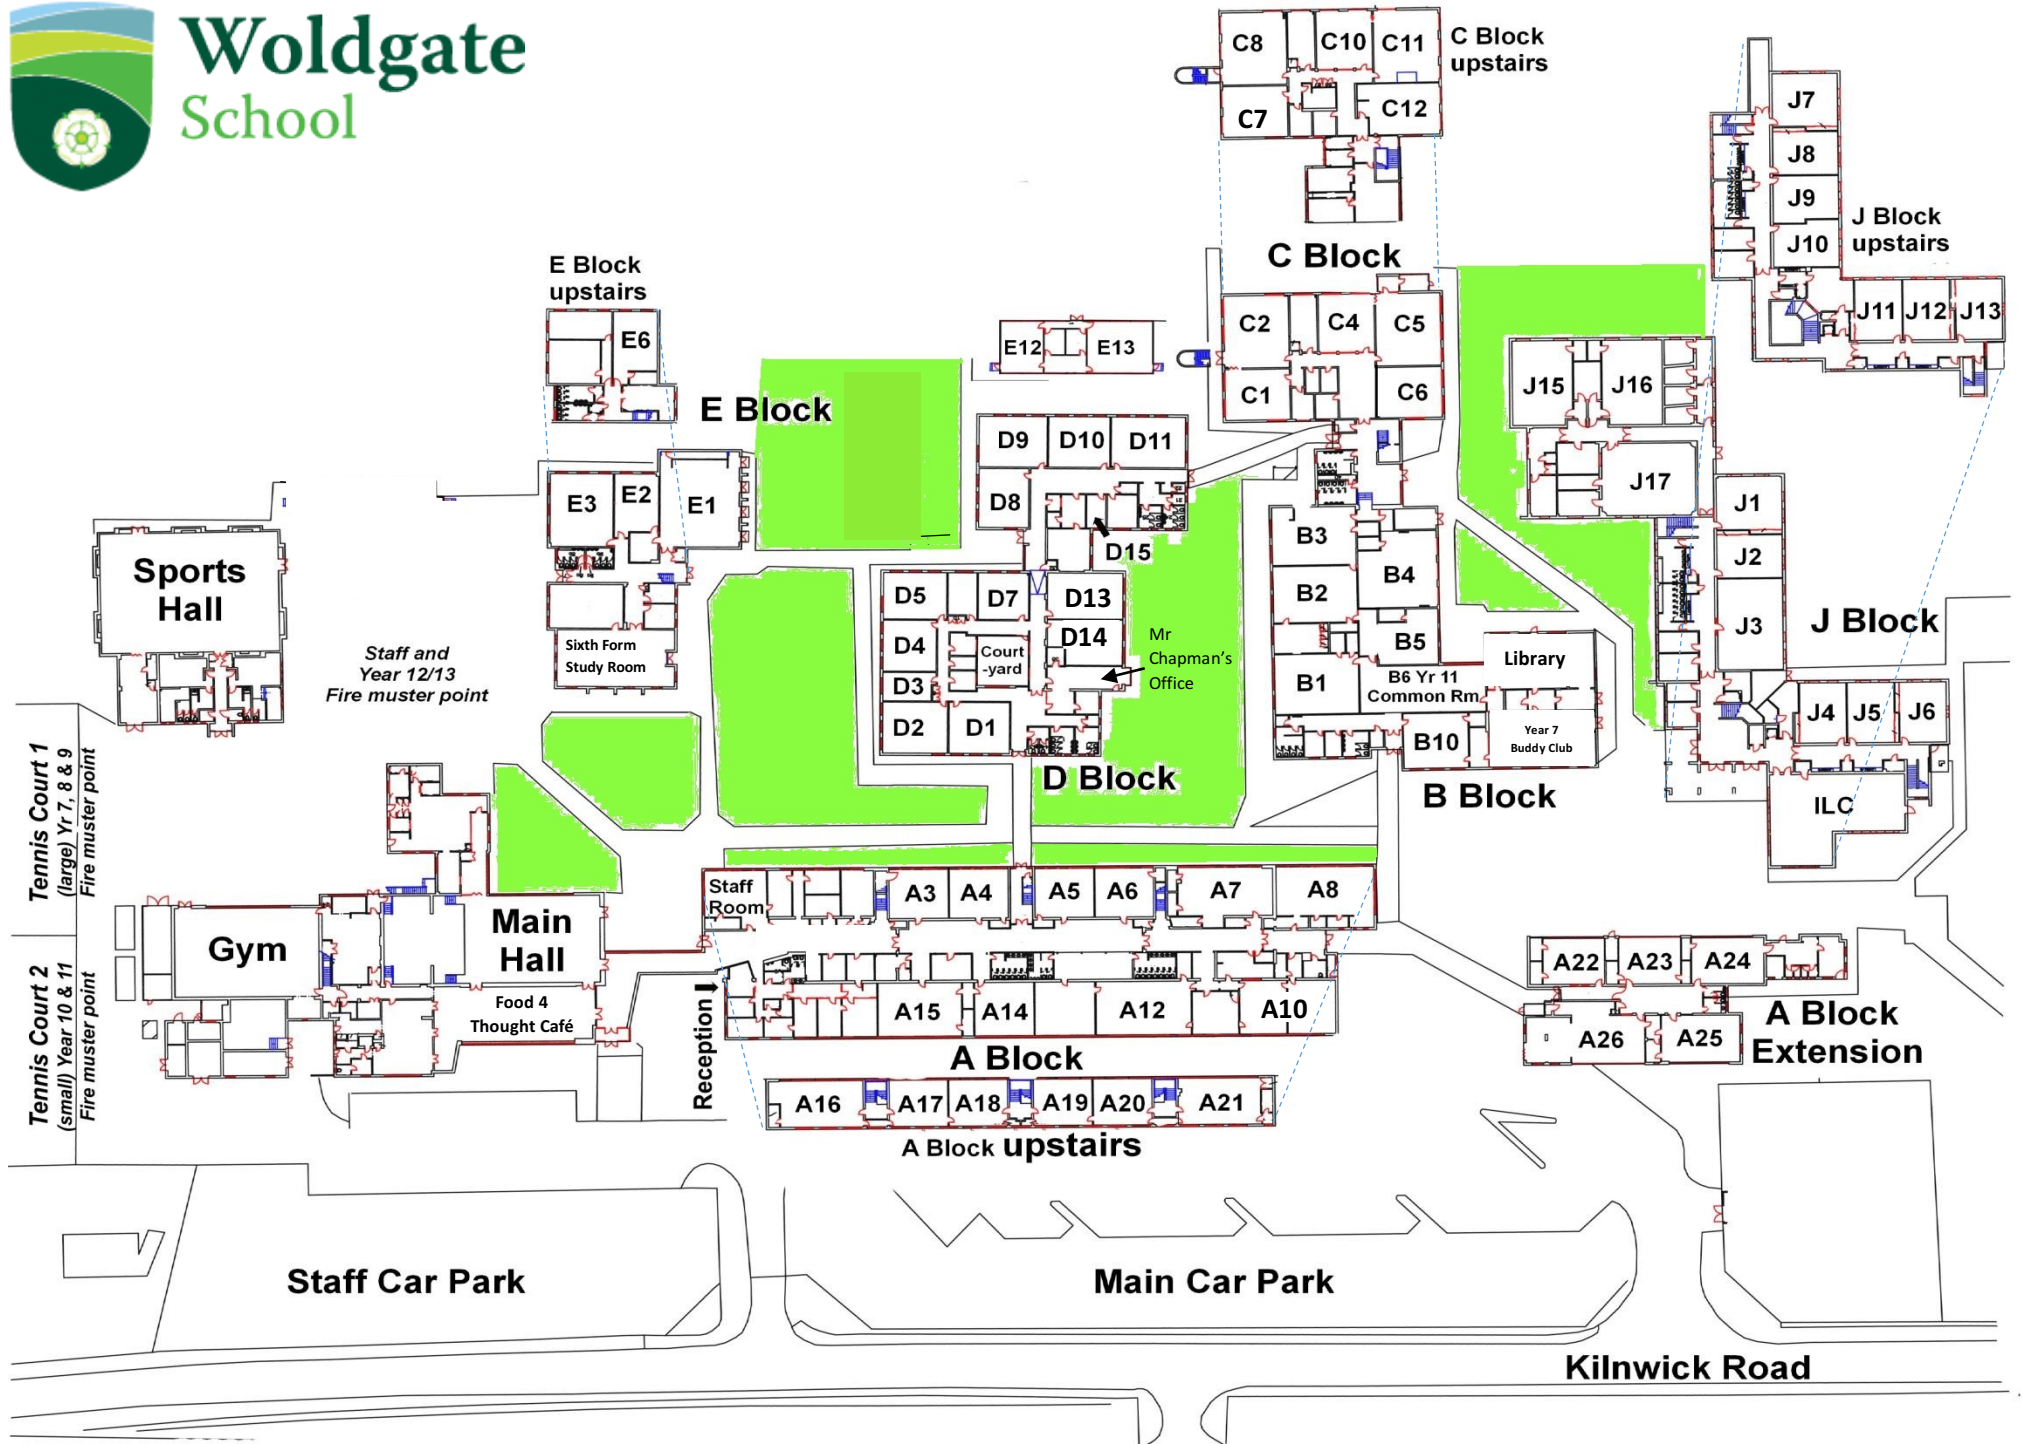 Woldgate
School
C8
C10
C11
C7
C12
C Block
upstairs
J7
J8
J9
J10
J11
J12
J13
J Block
upstairs
E Block
upstairs
E6
E Block
E12
E13
C Block
C2
C4
C5
C1
C6
J15
J16
J17
J1
J2
J3
J4
J5
J6
J Block
ILC
E3
E2
E1
Sixth Form
Study Room
Sports
Hall
Staff and
Year 12/13
Fire muster point
D9
D10
D11
D8
D15
D5
D7
D13
D4
D14
Court
-yard
D3
D2
D1
Mr
Chapman's
Office
D Block
B3
B4
B2
B5
B1
B6 Yr 11
Common Rm
Library
B10
Year 7
Buddy Club
B Block
Tennis Court 1
(large) Yr 7, 8 & 9
Fire muster point
Tennis Court 2
(small) Year 10 & 11
Fire muster point
Gym
Main
Hall
Food 4
Thought Café
Staff
Room
A3
A4
A5
A6
A7
A8
Reception
A15
A14
A12
A10
A Block
A16
A17
A18
A19
A20
A21
A Block upstairs
A22
A23
A24
A26
A25
A Block
Extension
Staff Car Park
Main Car Park
Kilnwick Road